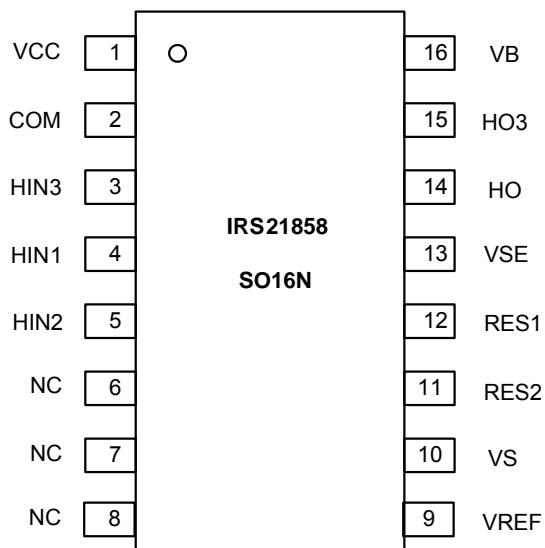 VCC 1 16 VB
COM 2 15 HO3
HIN3 3 14 HO
IRS21858
HIN1 4 13 VSE
SO16N
HIN2 5 12 RES1
NC 6 11 RES2
NC 7 10 VS
NC 8 9 VREF